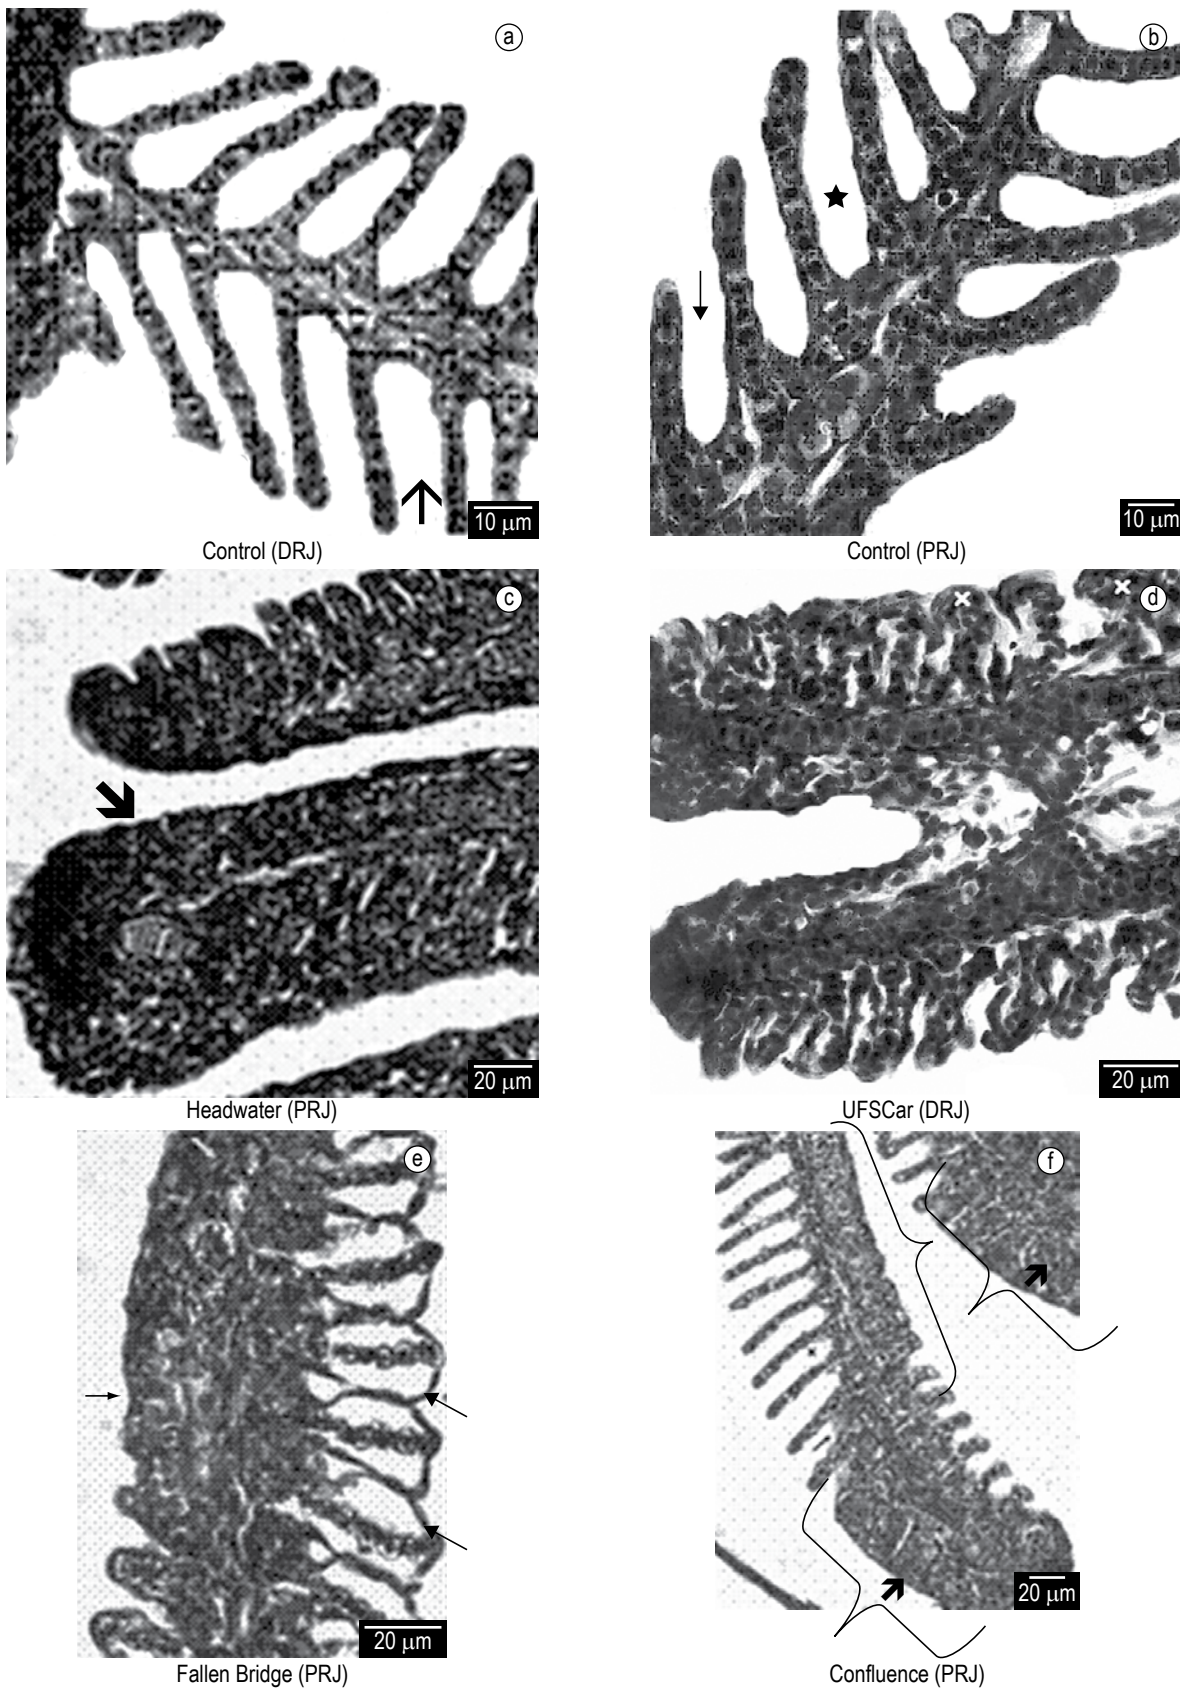 a
10 μm
Control (DRJ)
b
10 μm
Control (PRJ)
c
20 μm
Headwater (PRJ)
d
20 μm
UFSCar (DRJ)
e
20 μm
Fallen Bridge (PRJ)
f
20 μm
Confluence (PRJ)